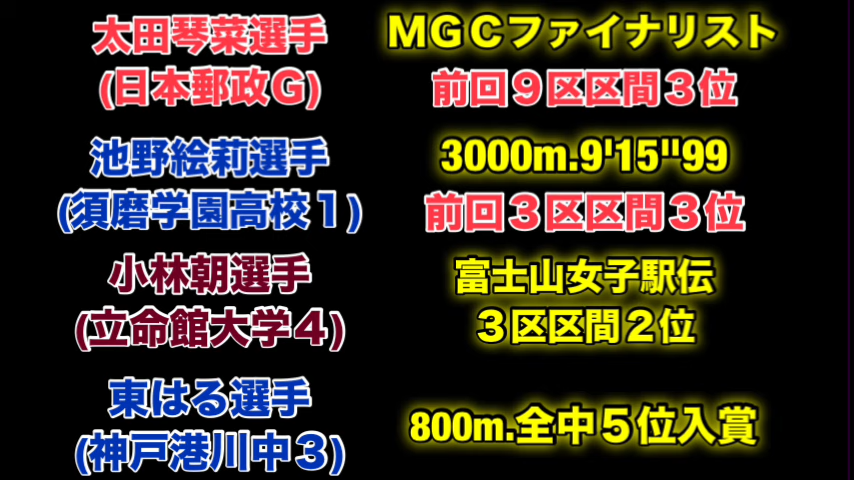 太田琴菜選手
(日本郵政G)
MGCファイナリスト
前回９区区間３位
池野絵莉選手
(須磨学園高校１)
3000m.9'15"99
前回３区区間３位
小林朝選手
(立命館大学４)
富士山女子駅伝
３区区間２位
東はる選手
(神戸港川中３)
800m.全中５位入賞